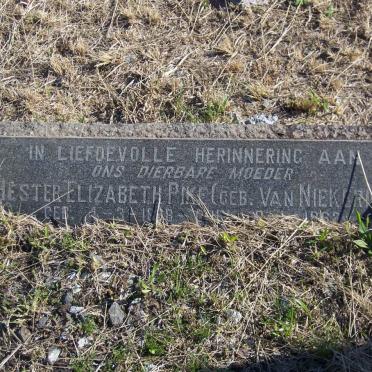 IN LIEFDEVOLLE HERINNERING AAN
ONS DIERBARE MOEDER
HESTER ELIZABETH PIKE (GEB. VAN NIEKERK